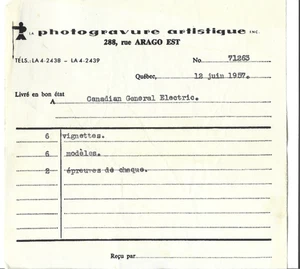 LA photogravure artistique INC.
288, rue ARAGO EST
TÉLS.: LA 4-2438 - LA 4-2439
No. 71263
Québec, 12 juin 1957.
Livré en bon état
A Canadian General Electric.
6 vignettes.
6 modèles.
2 épreuves de chaque.
Reçu par